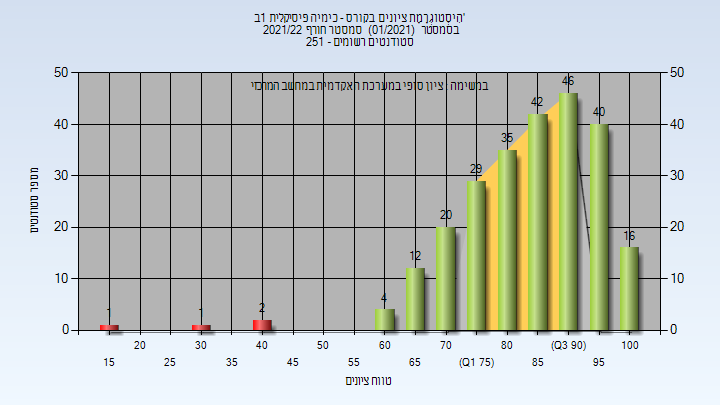 הִיסְטוֹגְרָמַת ציונים בקורס - כימיה פיסיקלית 1ב'
בסמסטר (01/2021) סמסטר חורף 2021/22
סטודנטים רשומים - 251
במשימה: ציון סופי במערכת האקדמית במחשב המרכזי
מספר סטודנטים
50 50
40 40
30 30
20 20
10 10
0 0
1 1 2 4 12 20 29 35 42 46 40 16
20 30 40 50 60 70 80 (Q3 90) 100
15 25 35 45 55 65 (Q1 75) 85 95
טווח ציונים